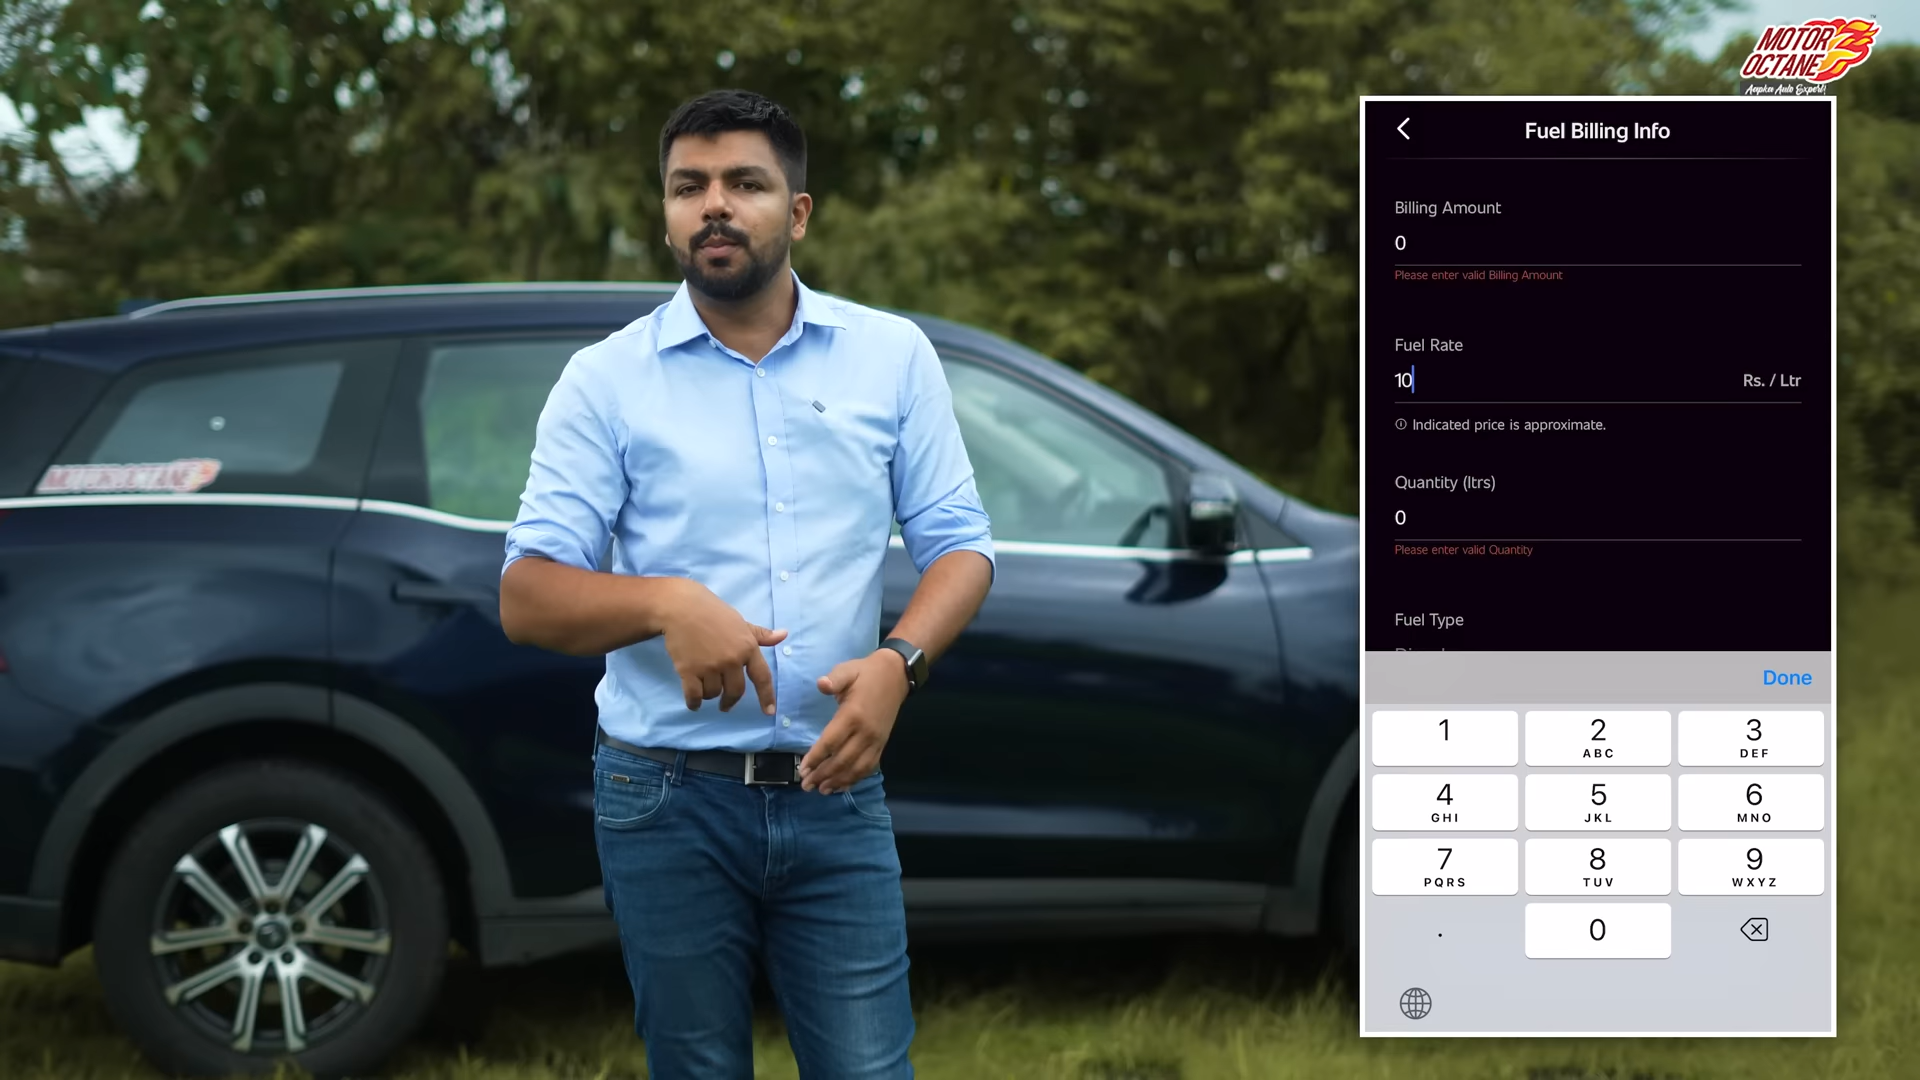 MOTOR
OCTANE
Aapka Auto Expert!
Fuel Billing Info
Billing Amount
0
Please enter valid Billing Amount
Fuel Rate
10
Rs. / Ltr
Indicated price is approximate.
Quantity (ltrs)
0
Please enter valid Quantity
Fuel Type
Done
1
2
ABC
3
DEF
4
GHI
5
JKL
6
MNO
7
PQRS
8
TUV
9
WXYZ
.
0
MOTOROCTANE